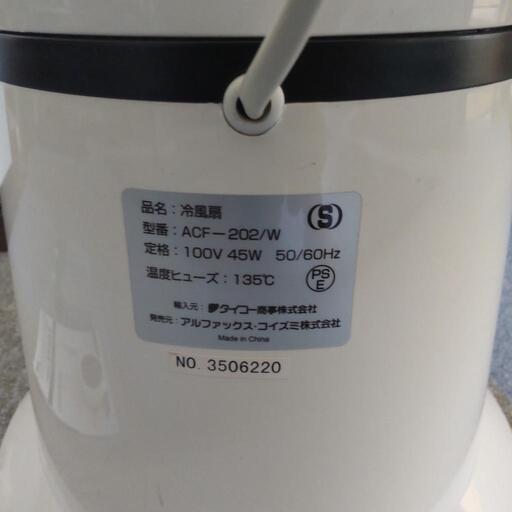 品名：冷風扇
型番：ACF－202/W
定格：100V 45W 50/60Hz
温度ヒューズ：135℃
S
PS
E
輸入元：タイコー商事株式会社
発売元：アルファックス・コイズミ株式会社
Made in China
NO. 3506220